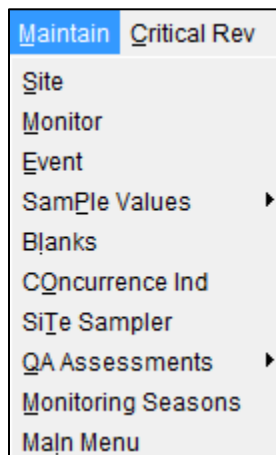 Maintain Critical Rev
Site
Monitor
Event
SamPle Values
Blanks
COncurrence Ind
SiTe Sampler
QA Assessments
Monitoring Seasons
MaIn Menu